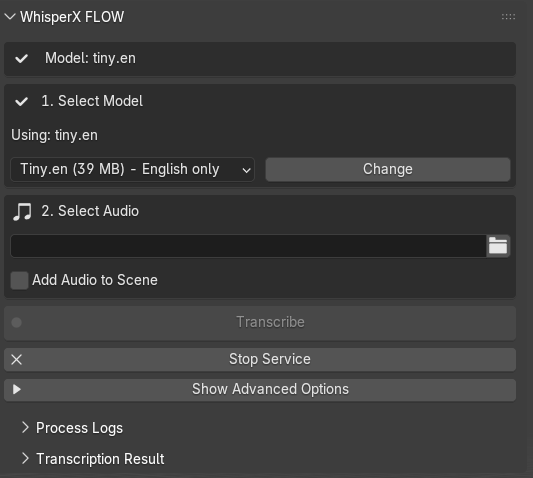 WhisperX FLOW
Model: tiny.en
1. Select Model
Using: tiny.en
Tiny.en (39 MB) - English only
Change
2. Select Audio
Add Audio to Scene
Transcribe
Stop Service
Show Advanced Options
Process Logs
Transcription Result